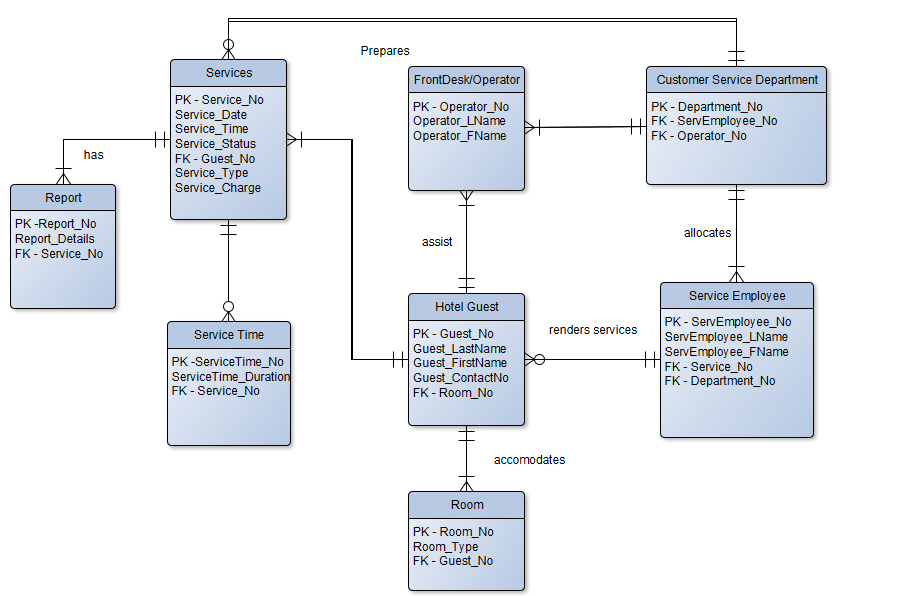 Prepares
Services
PK - Service_No
Service_Date
Service_Time
Service_Status
FK - Guest_No
Service_Type
Service_Charge
FrontDesk/Operator
PK - Operator_No
Operator_LName
Operator_FName
Customer Service Department
PK - Department_No
FK - ServEmployee_No
FK - Operator_No
has
Report
PK -Report_No
Report_Details
FK - Service_No
assist
allocates
Service Time
PK -ServiceTime_No
ServiceTime_Duration
FK - Service_No
Hotel Guest
PK - Guest_No
Guest_LastName
Guest_FirstName
Guest_ContactNo
FK - Room_No
renders services
Service Employee
PK - ServEmployee_No
ServEmployee_LName
ServEmployee_FName
FK - Service_No
FK - Department_No
accomodates
Room
PK - Room_No
Room_Type
FK - Guest_No